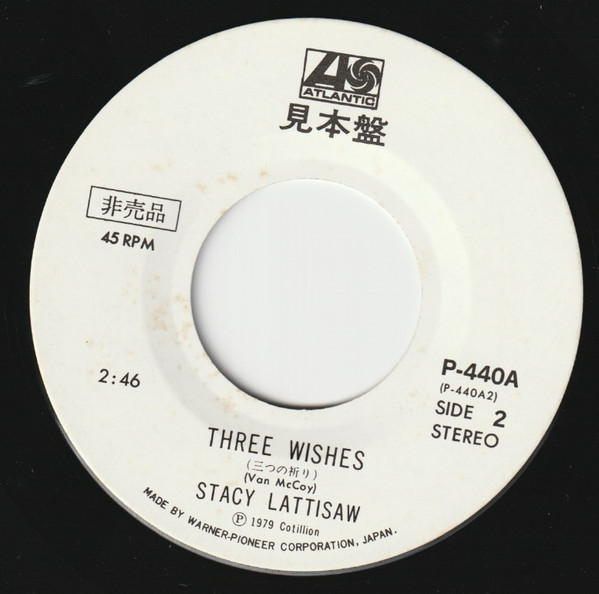 ATLANTIC
見本盤
非売品
45 RPM
2:46
P-440A
(P-440A2)
SIDE 2
STEREO
THREE WISHES
(三つの祈り)
(Van McCoy)
STACY LATTISAW
Ⓟ 1979 Cotillion
MADE BY WARNER-PIONEER CORPORATION, JAPAN.